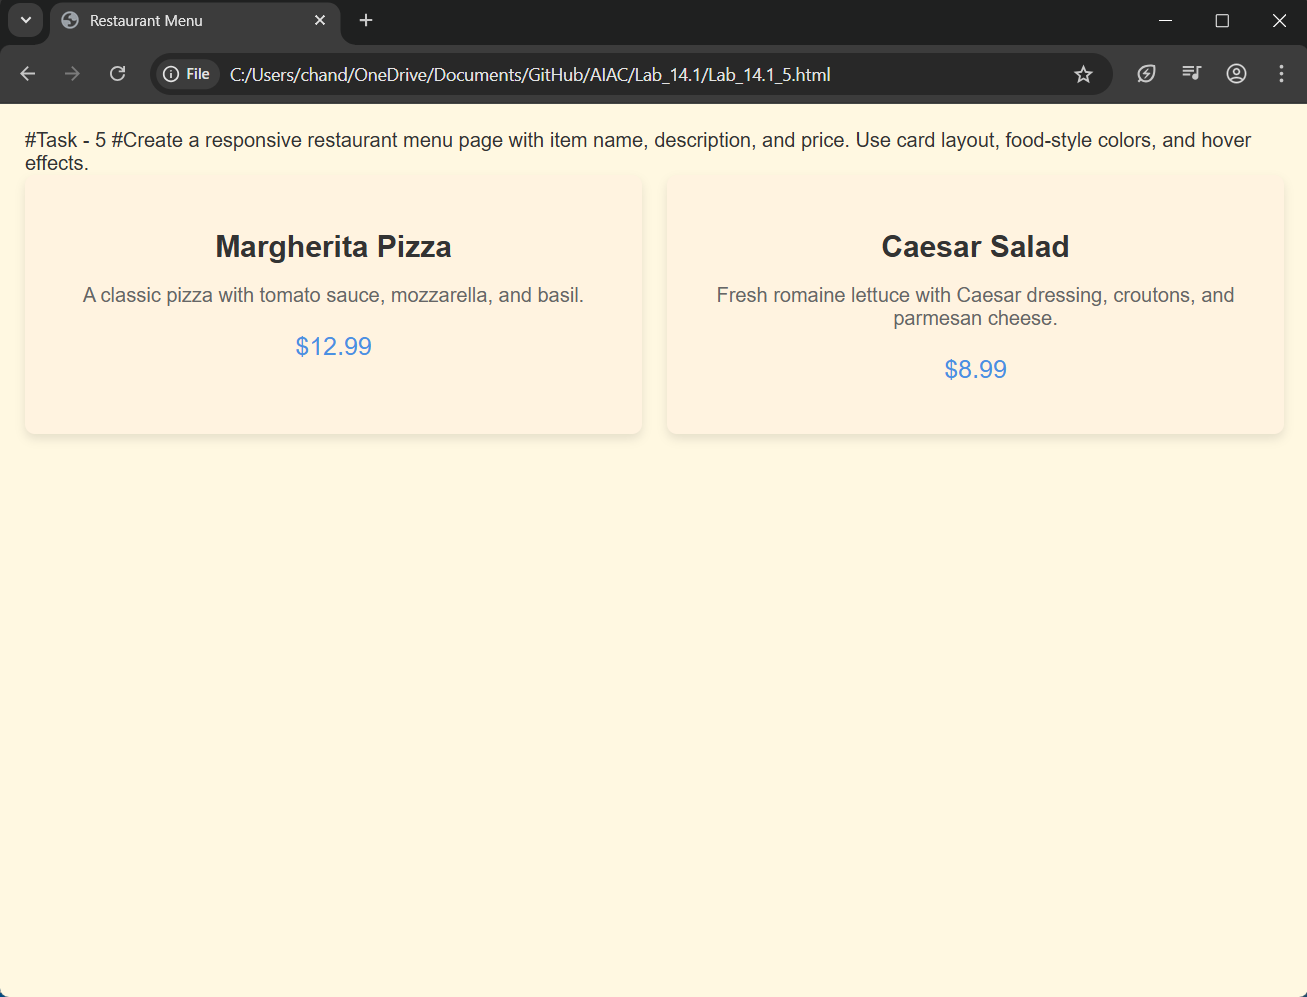 Restaurant Menu
File
C:/Users/chand/OneDrive/Documents/GitHub/AIAC/Lab_14.1/Lab_14.1_5.html
#Task - 5 #Create a responsive restaurant menu page with item name, description, and price. Use card layout, food-style colors, and hover
effects.
Margherita Pizza
A classic pizza with tomato sauce, mozzarella, and basil.
$12.99
Caesar Salad
Fresh romaine lettuce with Caesar dressing, croutons, and
parmesan cheese.
$8.99